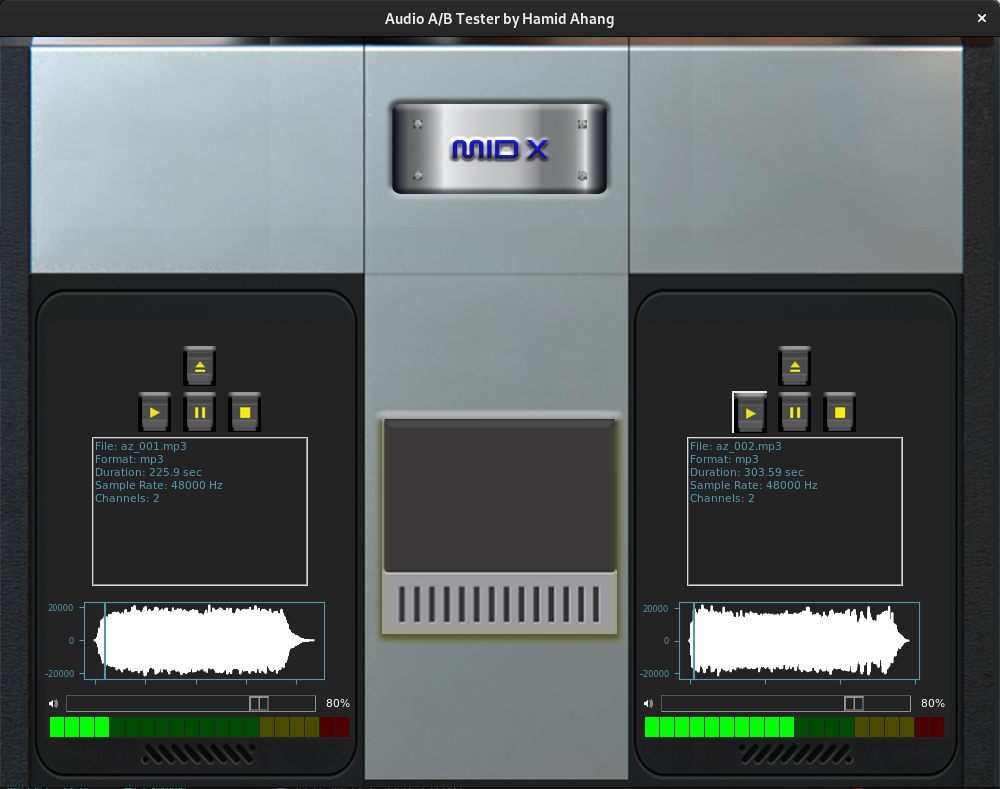 Audio A/B Tester by Hamid Ahang
MID X
File: az_001.mp3
Format: mp3
Duration: 225.9 sec
Sample Rate: 48000 Hz
Channels: 2
20000
0
-20000
80%
File: az_002.mp3
Format: mp3
Duration: 303.59 sec
Sample Rate: 48000 Hz
Channels: 2
20000
0
-20000
80%